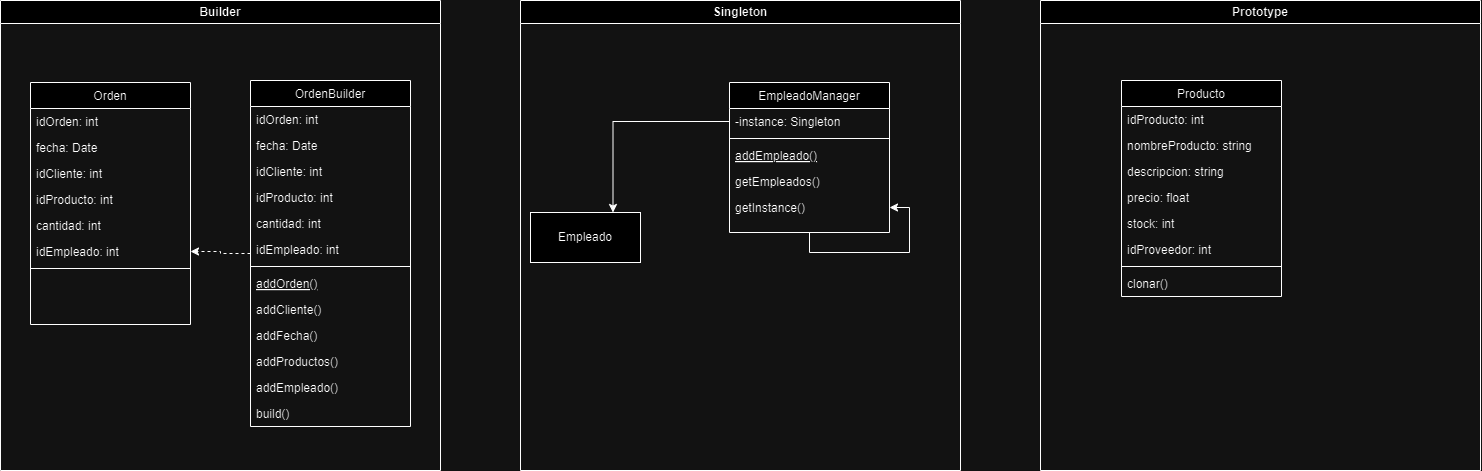 Builder
Orden
idOrden: int
fecha: Date
idCliente: int
idProducto: int
cantidad: int
idEmpleado: int
OrdenBuilder
idOrden: int
fecha: Date
idCliente: int
idProducto: int
cantidad: int
idEmpleado: int
addOrden()
addCliente()
addFecha()
addProductos()
addEmpleado()
build()
Singleton
EmpleadoManager
-instance: Singleton
addEmpleado()
getEmpleados()
getInstance()
Empleado
Prototype
Producto
idProducto: int
nombreProducto: string
descripcion: string
precio: float
stock: int
idProveedor: int
clonar()